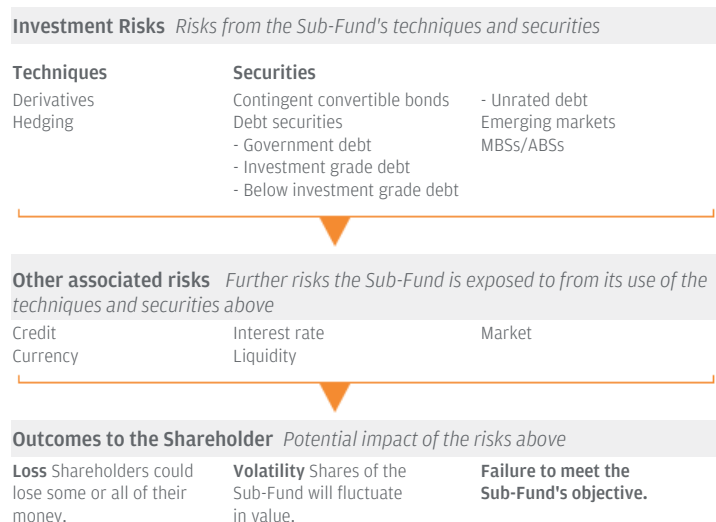 Investment Risks Risks from the Sub-Fund's techniques and securities
Techniques
Derivatives
Hedging
Securities
Contingent convertible bonds
Debt securities
- Government debt
- Investment grade debt
- Below investment grade debt
- Unrated debt
Emerging markets
MBSs/ABSs
Other associated risks Further risks the Sub-Fund is exposed to from its use of the
techniques and securities above
Credit
Currency
Interest rate
Liquidity
Market
Outcomes to the Shareholder Potential impact of the risks above
Loss Shareholders could
lose some or all of their
money.
Volatility Shares of the
Sub-Fund will fluctuate
in value.
Failure to meet the
Sub-Fund's objective.